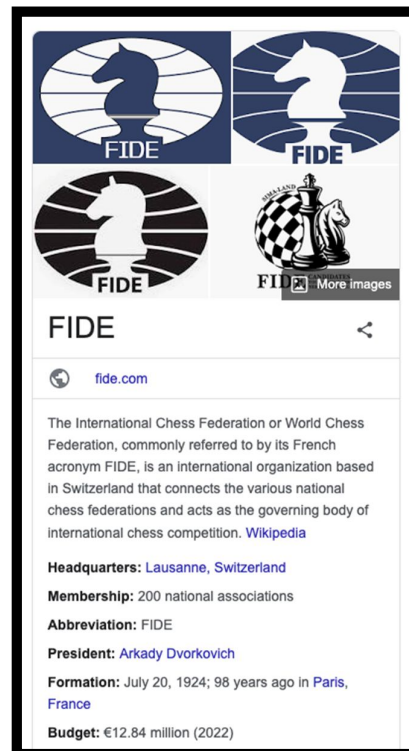 FIDE
FIDE
FIDE
SIMA-LAND
FIDE CANDIDATES
More images
FIDE
fide.com
The International Chess Federation or World Chess
Federation, commonly referred to by its French
acronym FIDE, is an international organization based
in Switzerland that connects the various national
chess federations and acts as the governing body of
international chess competition. Wikipedia
Headquarters: Lausanne, Switzerland
Membership: 200 national associations
Abbreviation: FIDE
President: Arkady Dvorkovich
Formation: July 20, 1924; 98 years ago in Paris,
France
Budget: €12.84 million (2022)